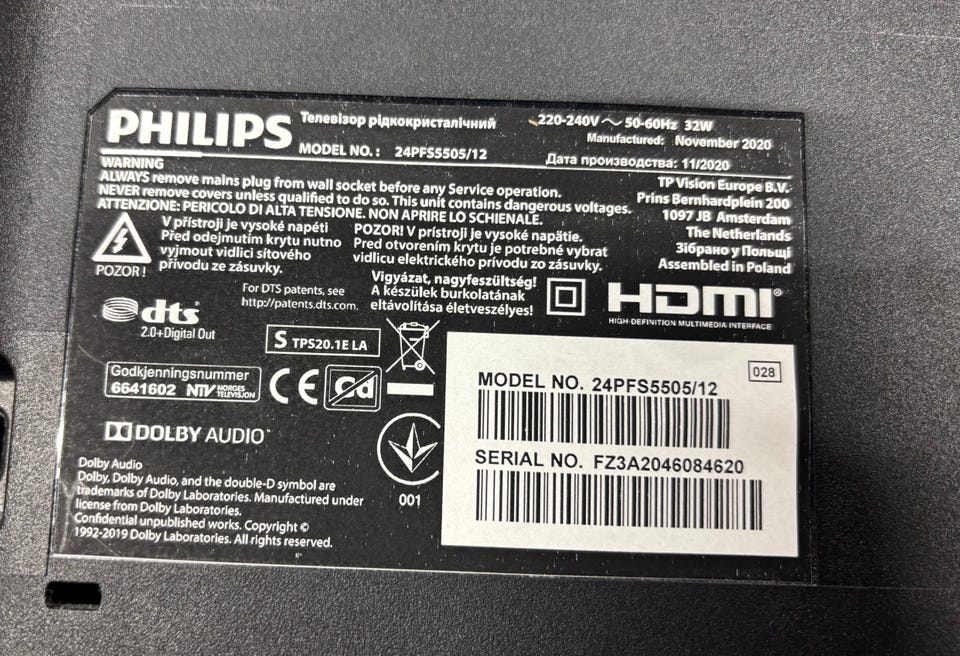 PHILIPS
Телевізор рідкокристалічний
MODEL NO. : 24PFS5505/12
220-240V ~ 50-60Hz 32W
Manufactured: November 2020
Дата производства: 11/2020
WARNING
ALWAYS remove mains plug from wall socket before any Service operation.
NEVER remove covers unless qualified to do so. This unit contains dangerous voltages.
ATTENZIONE: PERICOLO DI ALTA TENSIONE. NON APRIRE LO SCHIENALE.
TP Vision Europe B.V.
Prins Bernhardplein 200
1097 JB Amsterdam
The Netherlands
Зібрано у Польщі
Assembled in Poland
POZOR !
V přístroji je vysoké napětí
Před odejmutím krytu nutno
vyjmout vidlici síťového
přívodu ze zásuvky.
POZOR! V prístroji je vysoké napätie.
Pred otvorením krytu je potrebné vybrat
vidlicu elektrického prívodu zo zásuvky.
Vigyázat, nagyfeszültség!
A készülek burkolatának
eltávolítása életveszélyes!
dts
2.0+Digital Out
For DTS patents, see
http://patents.dts.com.
HDMI®
HIGH-DEFINITION MULTIMEDIA INTERFACE
S TPS20.1E LA
Godkjenningsnummer
6641602 NTV NORGES TELEVISJON
CE
Cd
DOLBY AUDIO™
001
Dolby Audio
Dolby, Dolby Audio, and the double-D symbol are
trademarks of Dolby Laboratories. Manufactured under
license from Dolby Laboratories.
Confidential unpublished works. Copyright ©
1992-2019 Dolby Laboratories. All rights reserved.
028
MODEL NO. 24PFS5505/12
SERIAL NO. FZ3A2046084620